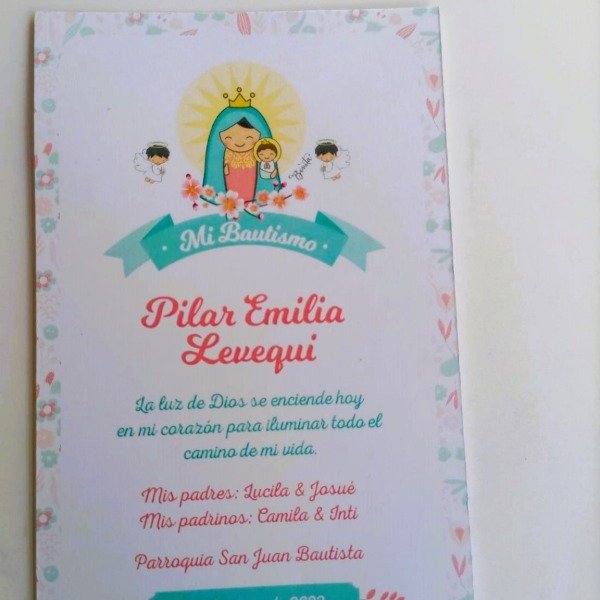 Mi Bautismo
Pilar Emilia
Levequi
La luz de Dios se enciende hoy
en mi corazón para iluminar todo el
camino de mi vida.
Mis padres: Lucila & Josué
Mis padrinos: Camila & Inti
Parroquia San Juan Bautista